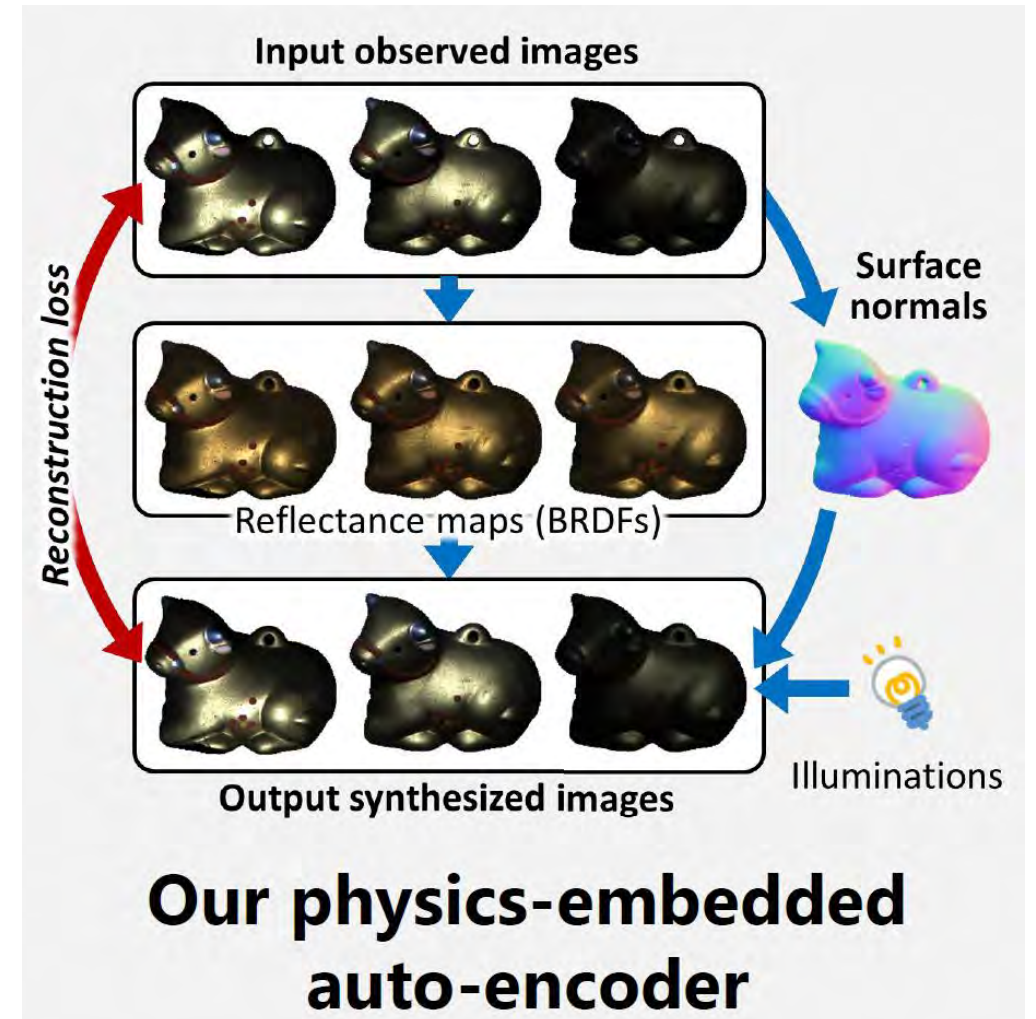 Input observed images
Surface
normals
Reconstruction loss
Reflectance maps (BRDFs)
Illuminations
Output synthesized images
Our physics-embedded
auto-encoder